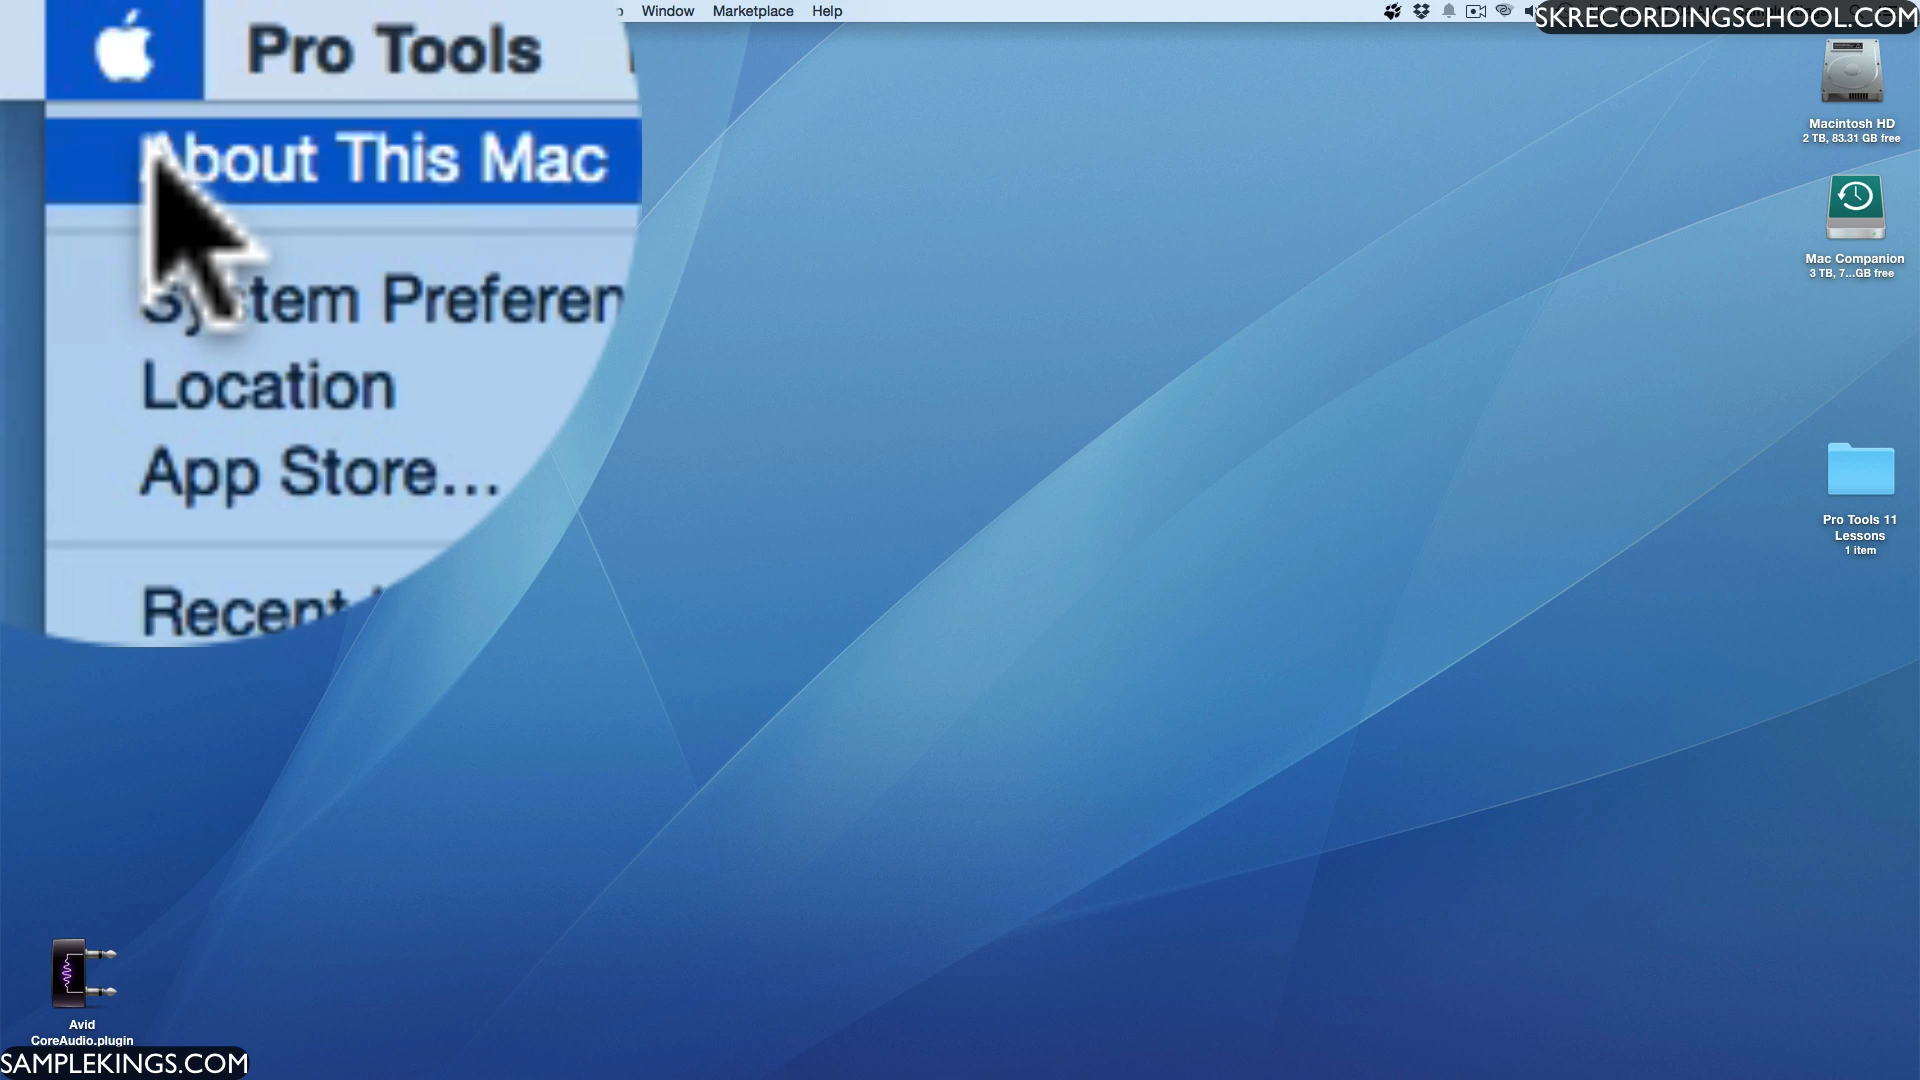 Pro Tools
Window Marketplace Help
SKRECORDINGSCHOOL.COM
About This Mac
System Preferen
Location
App Store...
Recent
Macintosh HD
2 TB, 83.31 GB free
Mac Companion
3 TB, 7...GB free
Pro Tools 11
Lessons
1 item
Avid
CoreAudio.plugin
SAMPLEKINGS.COM